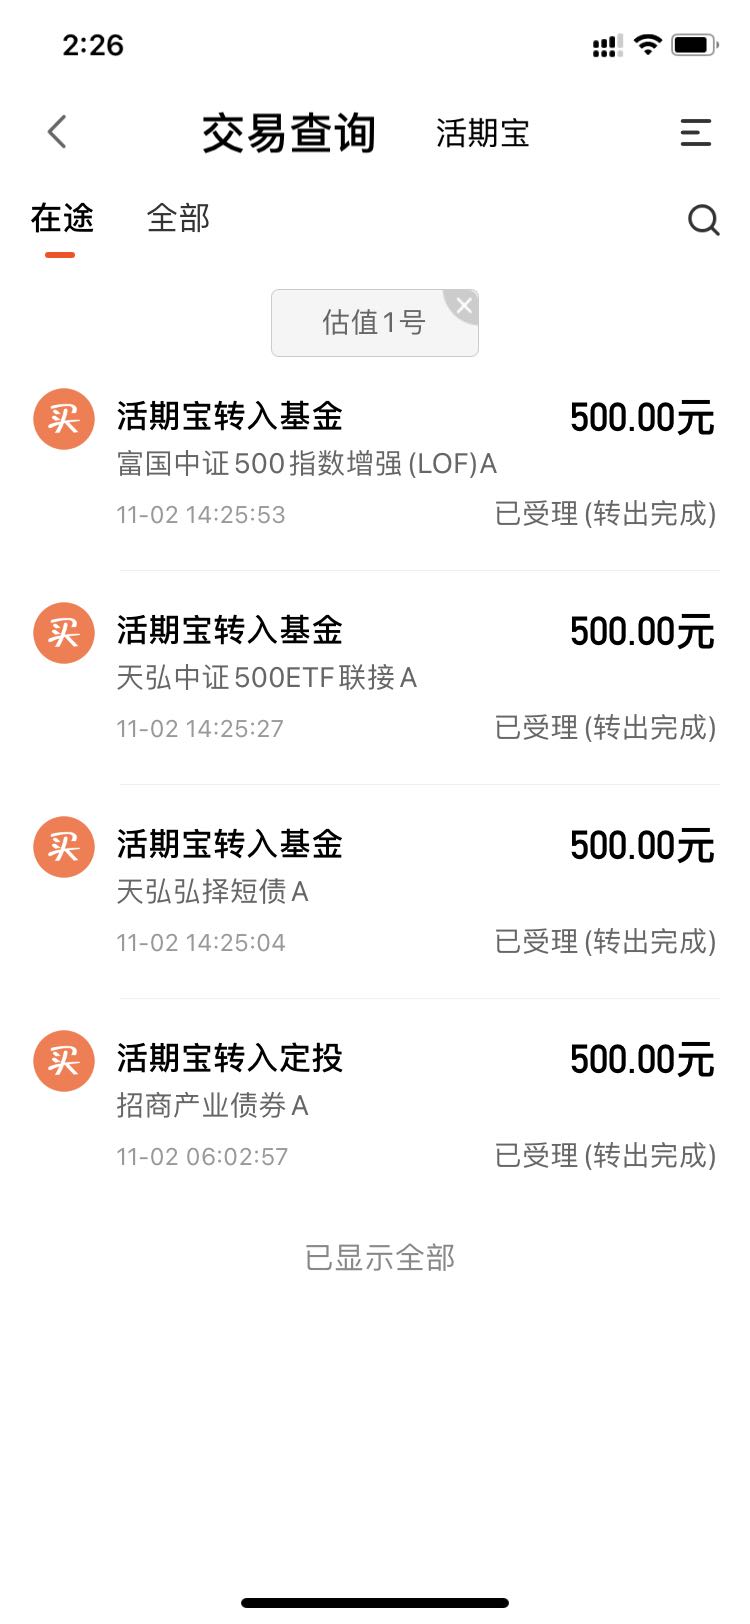 2:26
交易查询 活期宝
在途 全部
估值1号
买 活期宝转入基金 500.00元
富国中证500指数增强(LOF)A
11-02 14:25:53 已受理(转出完成)
买 活期宝转入基金 500.00元
天弘中证500ETF联接A
11-02 14:25:27 已受理(转出完成)
买 活期宝转入基金 500.00元
天弘弘择短债A
11-02 14:25:04 已受理(转出完成)
买 活期宝转入定投 500.00元
招商产业债券A
11-02 06:02:57 已受理(转出完成)
已显示全部